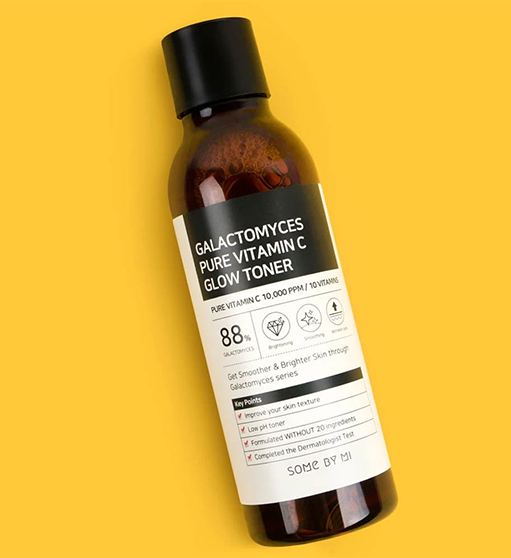 GALACTOMYCES
PURE VITAMIN C
GLOW TONER
PURE VITAMIN C 10,000 PPM / 10 VITAMINS
88%
GALACTOMYCES
Brightening
Smoothing
Get Smoother & Brighter Skin through
Galactomyces series
Key Points
Improve your skin texture
Low pH toner
Formulated WITHOUT 20 ingredients
Completed the Dermatologist Test
SOME BY MI